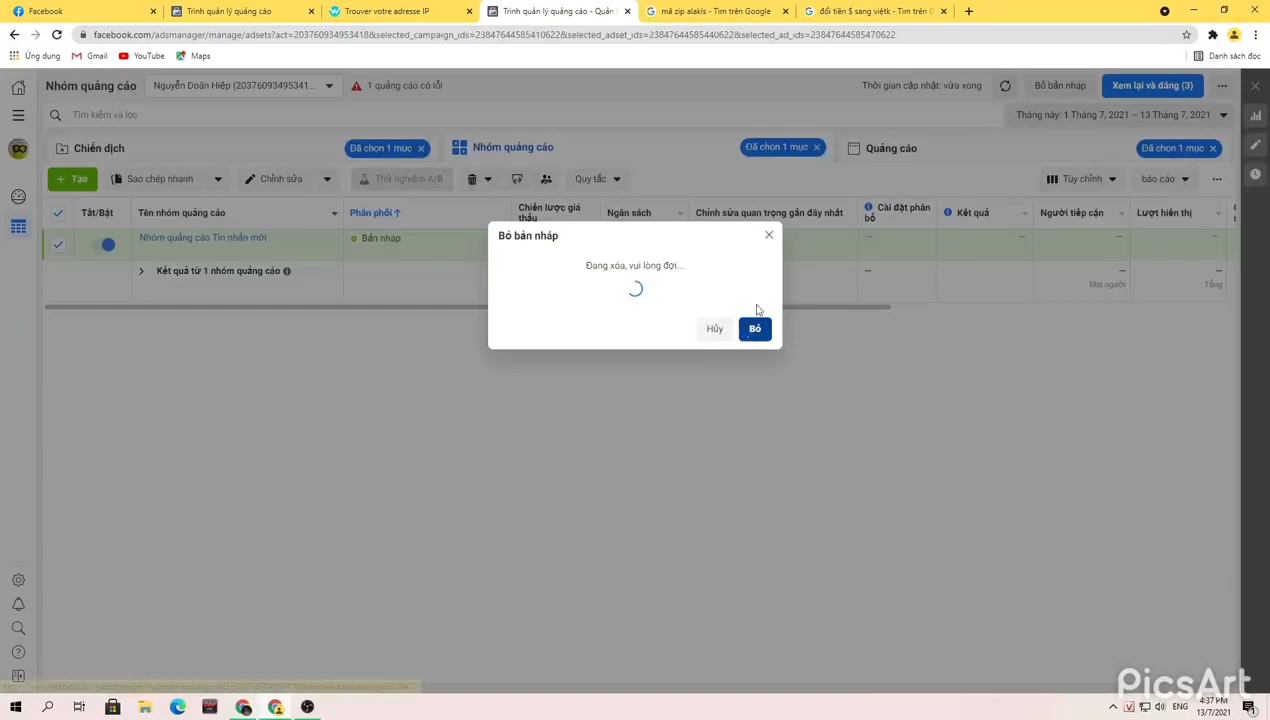 Facebook
Trình quản lý quảng cáo
Trouver votre adresse IP
Trình quản lý quảng cáo - Quản l
mã zip alakls - Tìm trên Google
đổi tiền $ sang việtk - Tìm trên G
facebook.com/adsmanager/manage/adsets?act=203760934953418&selected_campaign_ids=23847644585410622&selected_adset_ids=23847644585440622&selected_ad_ids=23847644585470622
Ứng dụng
Gmail
YouTube
Maps
Danh sách đọc
Nhóm quảng cáo
Nguyễn Doãn Hiệp (20376093495341...
1 quảng cáo có lỗi
Thời gian cập nhật: vừa xong
Bỏ bản nháp
Xem lại và đăng (3)
Tìm kiếm và lọc
Tháng này: 1 Tháng 7, 2021 – 13 Tháng 7, 2021
Chiến dịch
Đã chọn 1 mục
Nhóm quảng cáo
Đã chọn 1 mục
Quảng cáo
Đã chọn 1 mục
Tạo
Sao chép nhanh
Chỉnh sửa
Thử nghiệm A/B
Quy tắc
Tùy chỉnh
báo cáo
Tắt/Bật
Tên nhóm quảng cáo
Phân phối
Chiến lược giá thầu
Ngân sách
Chỉnh sửa quan trọng gần đây nhất
Cài đặt phân bổ
Kết quả
Người tiếp cận
Lượt hiển thị
Nhóm quảng cáo Tin nhắn mới
Bản nháp
Kết quả từ 1 nhóm quảng cáo
Mọi người
Tổng
Bỏ bản nháp
Đang xóa, vui lòng đợi...
Hủy
Bỏ
PicsArt
ENG
4:37 PM
13/7/2021